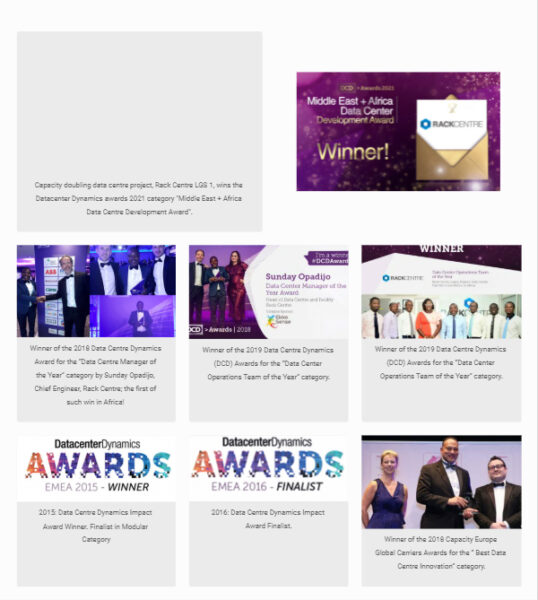 Capacity doubling data centre project, Rack Centre LGS 1, wins the
Datacenter Dynamics awards 2021 category "Middle East + Africa
Data Centre Development Award".
DCD > Awards 2021
Middle East + Africa
Data Center
Development Award
Winner!
RACKCENTRE
ABB
Winner of the 2018 Data Centre Dynamics
Award for the "Data Centre Manager of
the Year" category by Sunday Opadijo,
Chief Engineer, Rack Centre; the first of
such win in Africa!
I'm a winner
#DCDAward
Sunday Opadijo
Data Center Manager of the
Year Award
Head of Data Centre and Facility
Rack Centre
DCD > Awards | 2018
Winner of the 2019 Data Centre Dynamics
(DCD) Awards for the "Data Center
Operations Team of the Year" category.
WINNER
RACKCENTRE
Data Center Operations Team
of the Year
Winner of the 2019 Data Centre Dynamics
(DCD) Awards for the "Data Center
Operations Team of the Year" category.
DatacenterDynamics
AWARDS
EMEA 2015 - WINNER
2015: Data Centre Dynamics Impact
Award Winner. Finalist in Modular
Category
DatacenterDynamics
AWARDS
EMEA 2016 - FINALIST
2016: Data Centre Dynamics Impact
Award Finalist.
Winner of the 2018 Capacity Europe
Global Carriers Awards for the " Best Data
Centre Innovation" category.